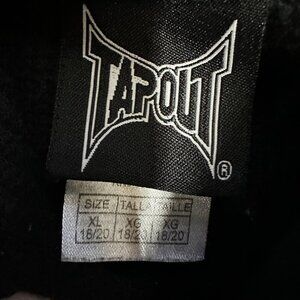 TAPOUT
®
SIZE TALLA TAILLE
XL XG XG
18/20 18/20 18/20